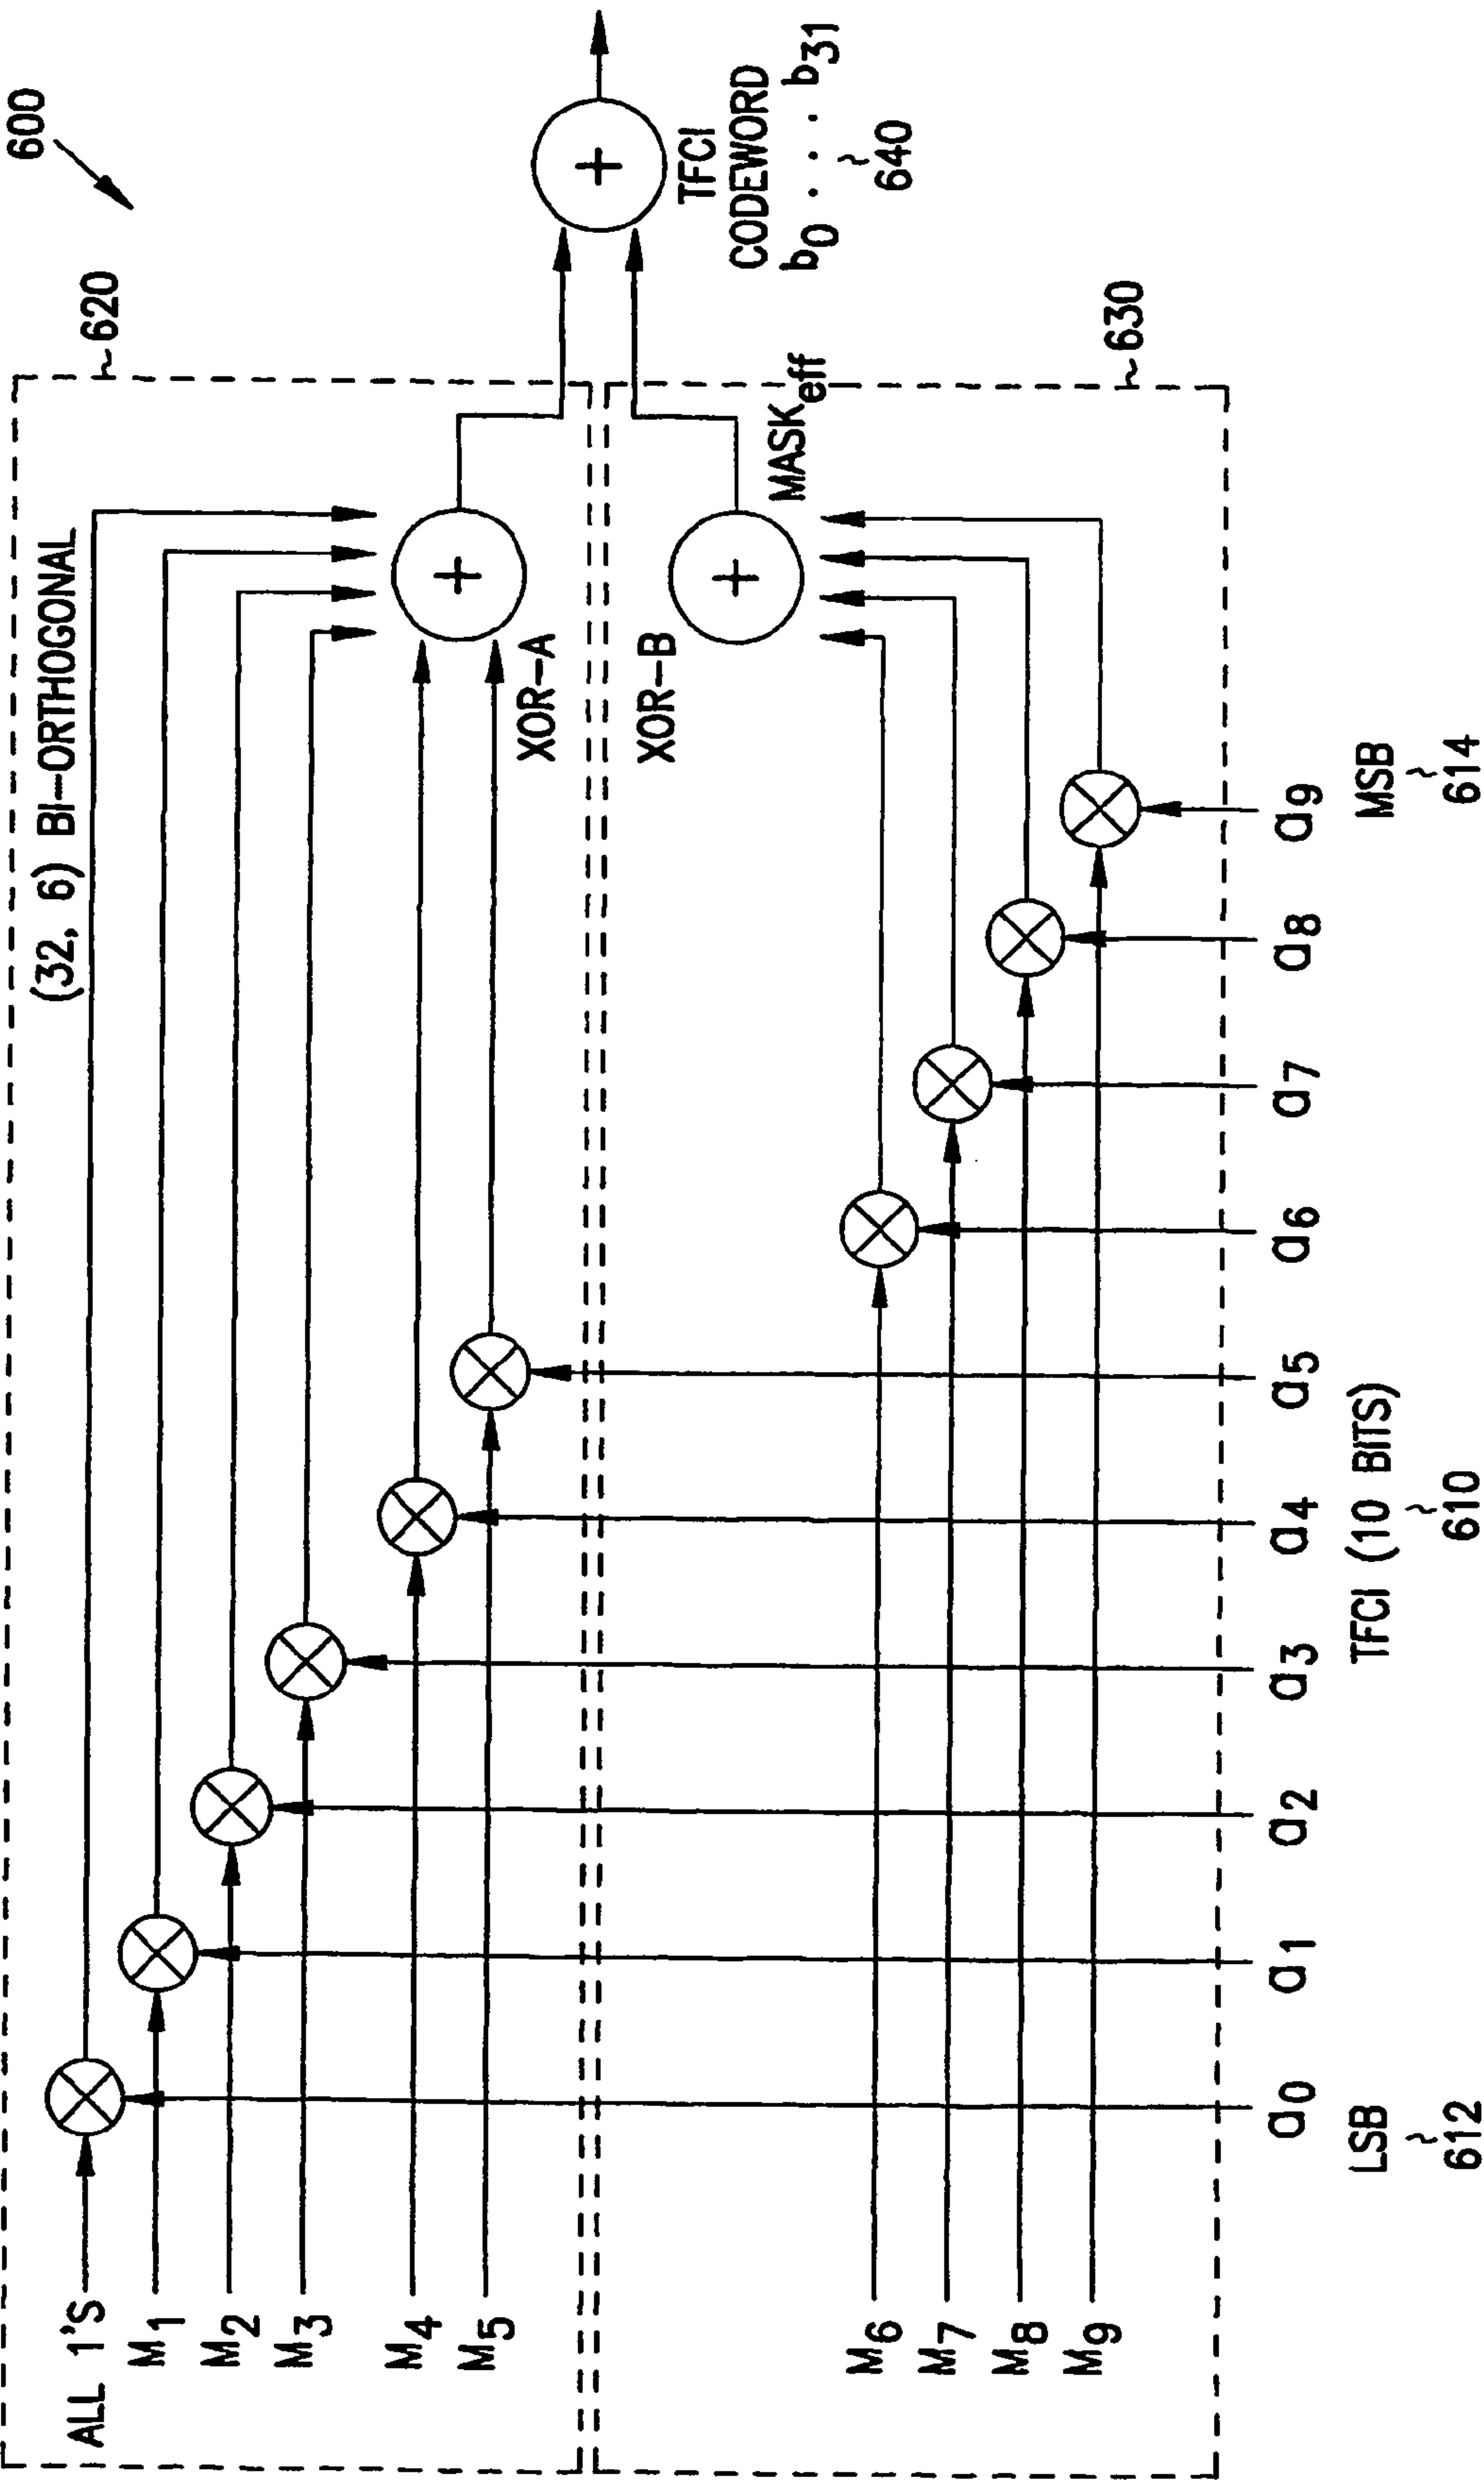 600
620
(32, 6) BI-ORTHOGONAL
ALL 1'S
M1
M2
M3
M4
M5
XOR-A
XOR-B
MASKeff
M6
M7
M8
M9
630
TFCI
CODEWORD
b0 . . . . b31
640
a0 a1 a2 a3 a4 a5 a6 a7 a8 a9
LSB
612
TFCI (10 BITS)
610
MSB
614